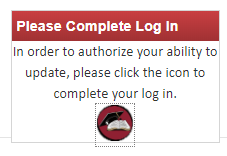 Please Complete Log In
In order to authorize your ability to
update, please click the icon to
complete your log in.